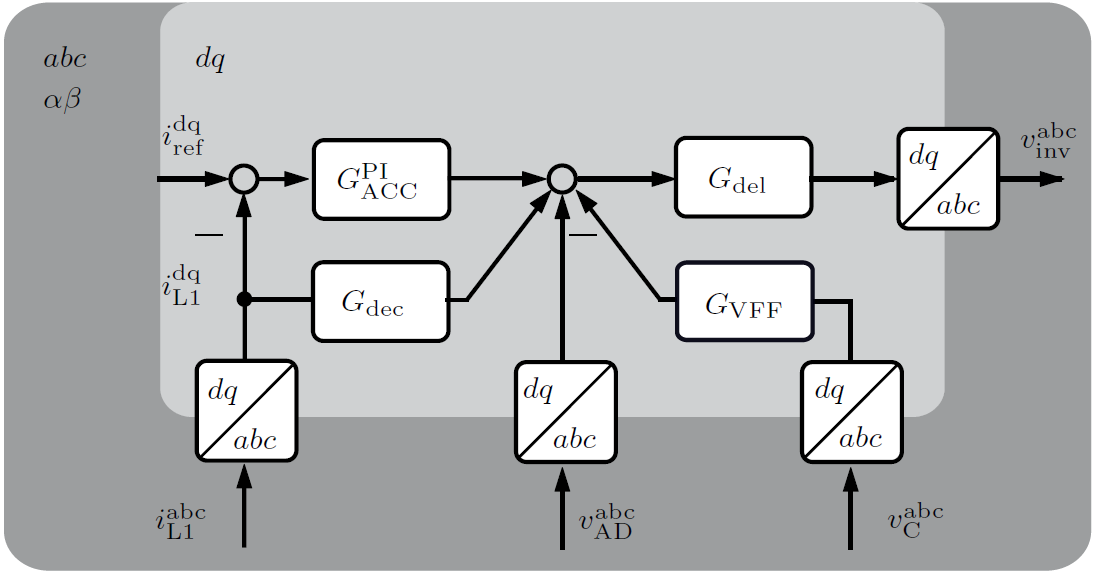 abc
αβ
dq
i_ref^dq
G_ACC^PI
G_del
dq
abc
v_inv^abc
—
—
i_L1^dq
G_dec
G_VFF
dq
abc
dq
abc
dq
abc
i_L1^abc
v_AD^abc
v_C^abc